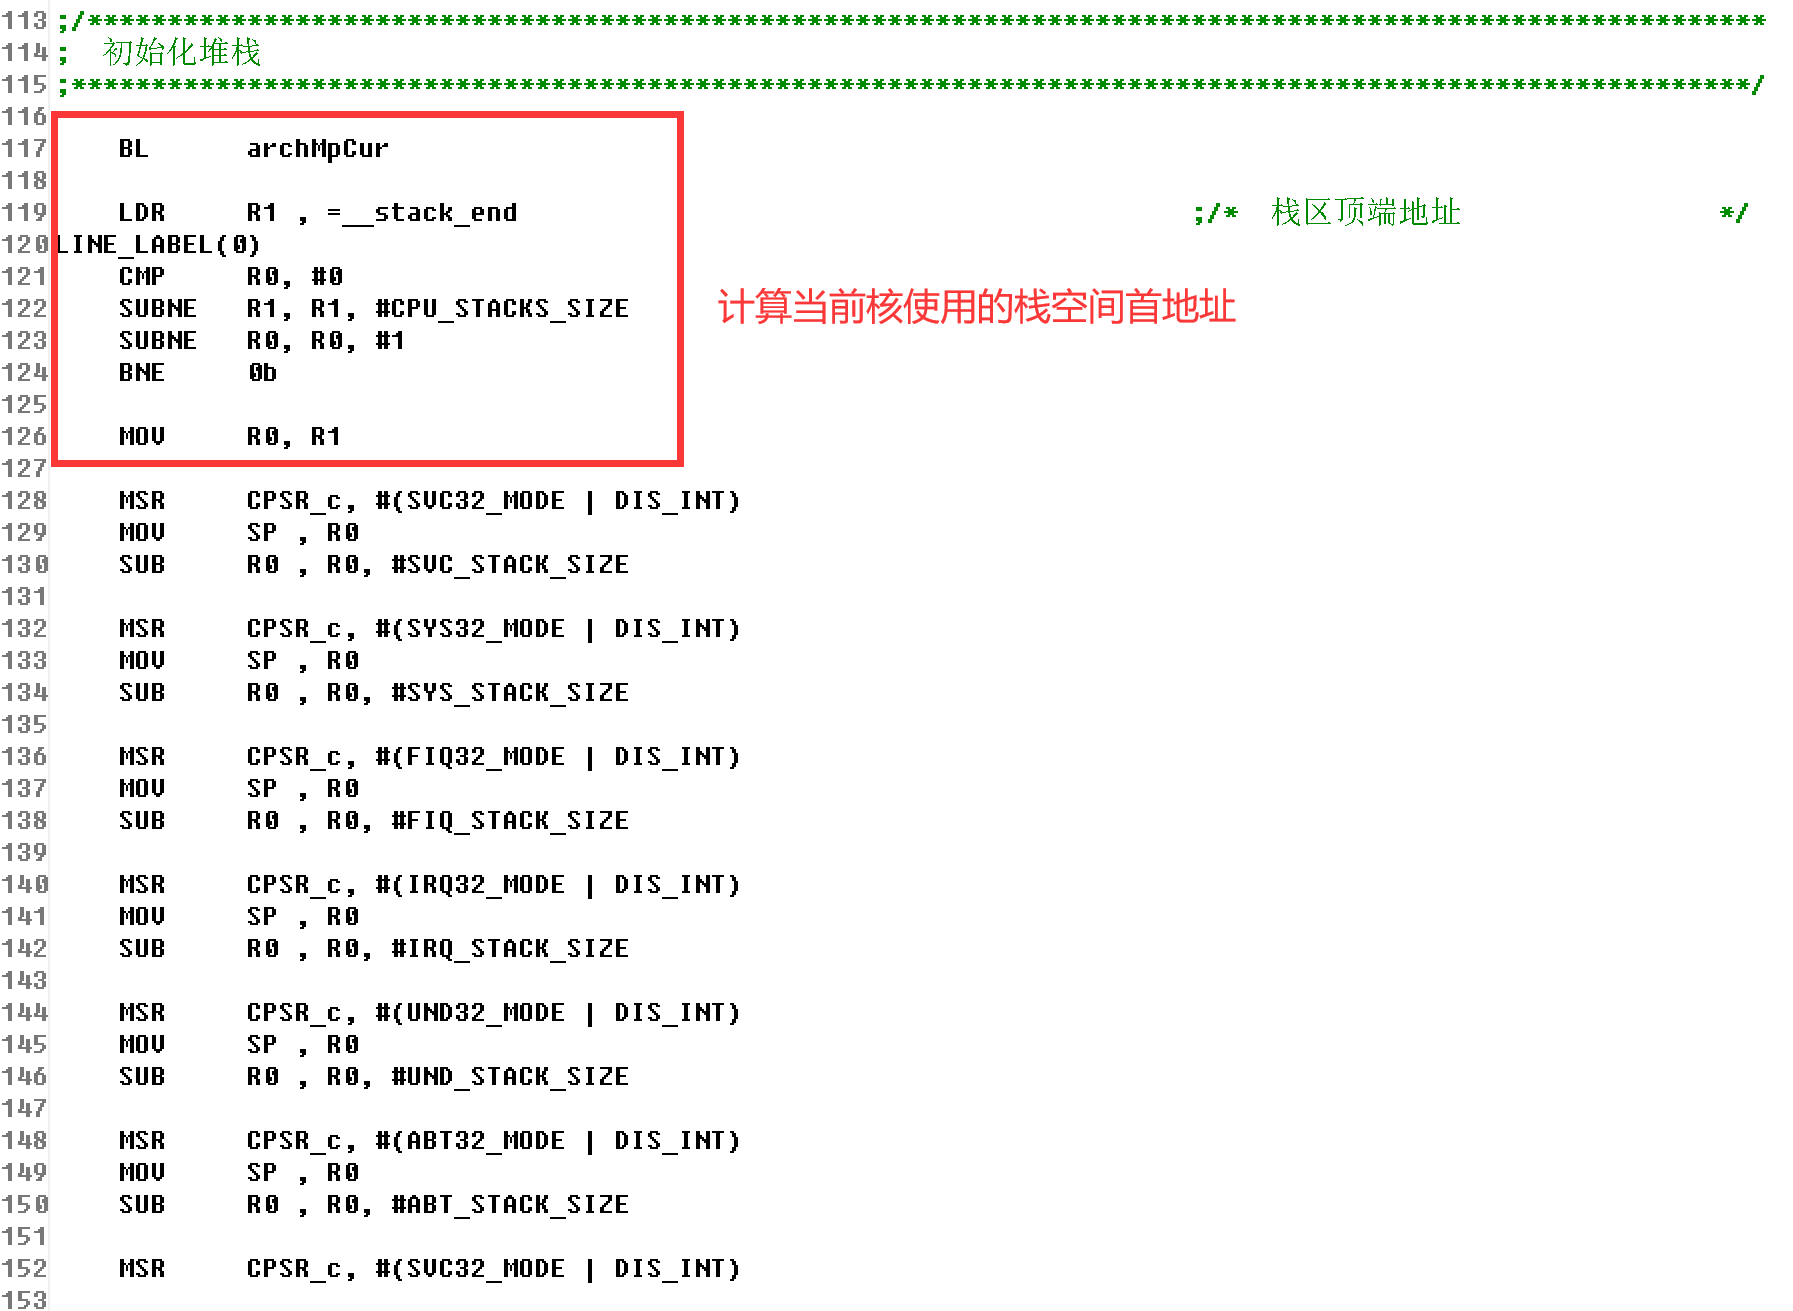 113 ;/*********************************************************************************************************
114 ;  初始化堆栈
115 ;*********************************************************************************************************/
116
117     BL      archMpCur
118
119     LDR     R1 , =__stack_end                                           ;/*  栈区顶端地址                */
120 LINE_LABEL(0)
121     CMP     R0, #0
122     SUBNE   R1, R1, #CPU_STACKS_SIZE
计算当前核使用的栈空间首地址
123     SUBNE   R0, R0, #1
124     BNE     0b
125
126     MOV     R0, R1
127
128     MSR     CPSR_c, #(SVC32_MODE | DIS_INT)
129     MOV     SP , R0
130     SUB     R0 , R0, #SVC_STACK_SIZE
131
132     MSR     CPSR_c, #(SYS32_MODE | DIS_INT)
133     MOV     SP , R0
134     SUB     R0 , R0, #SYS_STACK_SIZE
135
136     MSR     CPSR_c, #(FIQ32_MODE | DIS_INT)
137     MOV     SP , R0
138     SUB     R0 , R0, #FIQ_STACK_SIZE
139
140     MSR     CPSR_c, #(IRQ32_MODE | DIS_INT)
141     MOV     SP , R0
142     SUB     R0 , R0, #IRQ_STACK_SIZE
143
144     MSR     CPSR_c, #(UND32_MODE | DIS_INT)
145     MOV     SP , R0
146     SUB     R0 , R0, #UND_STACK_SIZE
147
148     MSR     CPSR_c, #(ABT32_MODE | DIS_INT)
149     MOV     SP , R0
150     SUB     R0 , R0, #ABT_STACK_SIZE
151
152     MSR     CPSR_c, #(SVC32_MODE | DIS_INT)
153